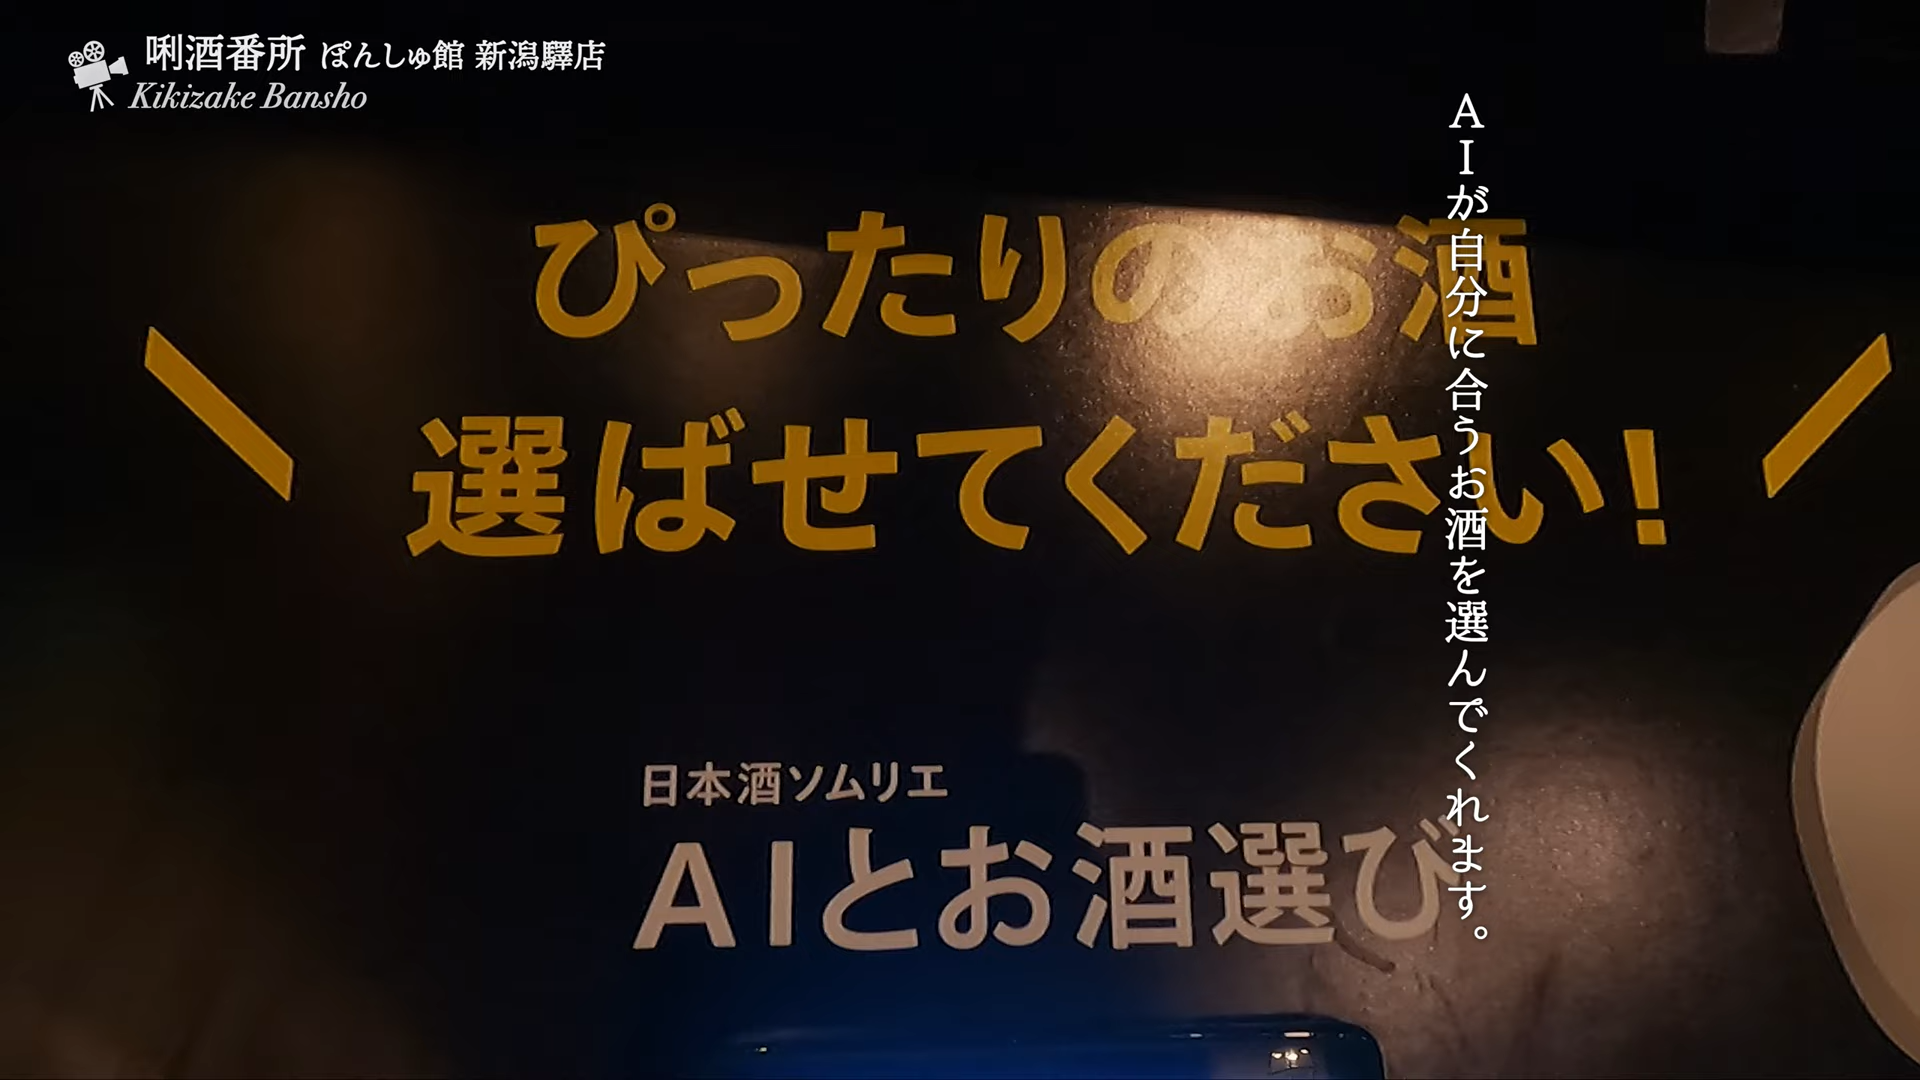 唎酒番所 ぽんしゅ館 新潟驛店
Kikizake Bansho
AIが自分に合うお酒を選んでくれます。
ぴったりのお酒
選ばせてください!
日本酒ソムリエ
AIとお酒選び